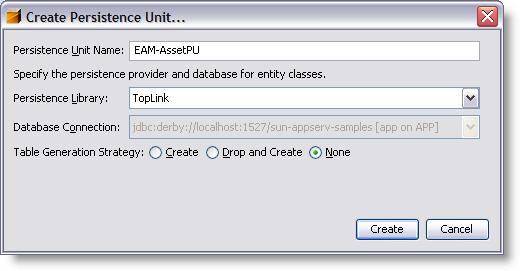 Create Persistence Unit...
Persistence Unit Name: EAM-AssetPU
Specify the persistence provider and database for entity classes.
Persistence Library: TopLink
Database Connection: jdbc:derby://localhost:1527/sun-appserv-samples [app on APP]
Table Generation Strategy: Create Drop and Create None
Create Cancel